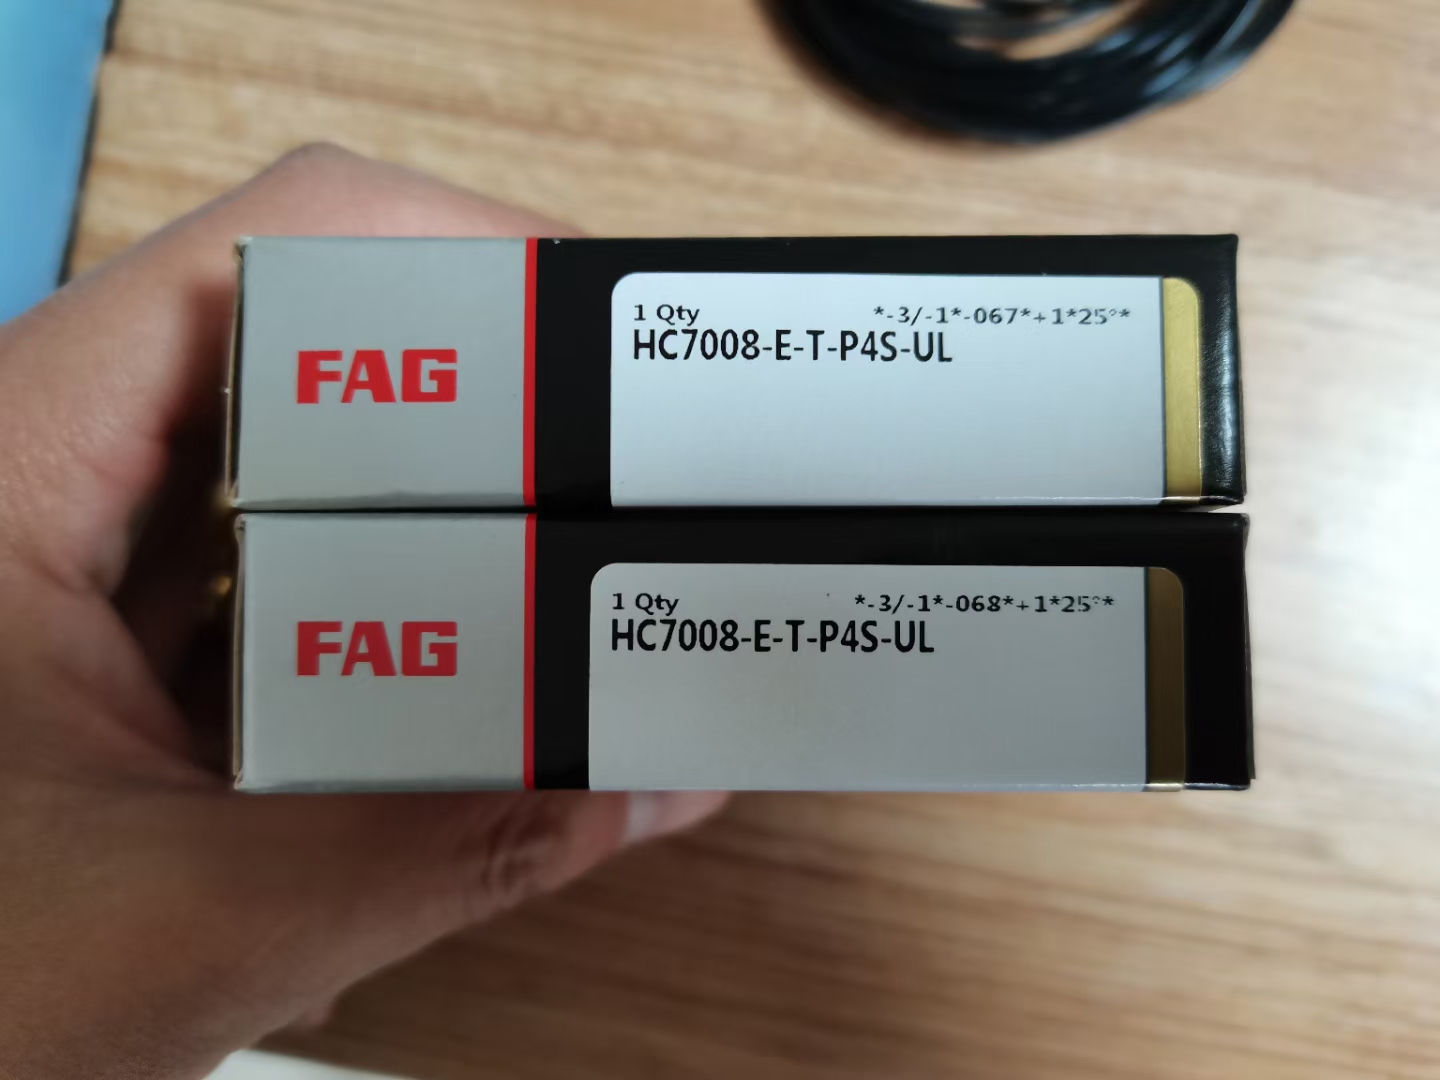 FAG
1 Qty *-3/-1*-067*+1*25°*
HC7008-E-T-P4S-UL
FAG
1 Qty *-3/-1*-068*+1*25°*
HC7008-E-T-P4S-UL